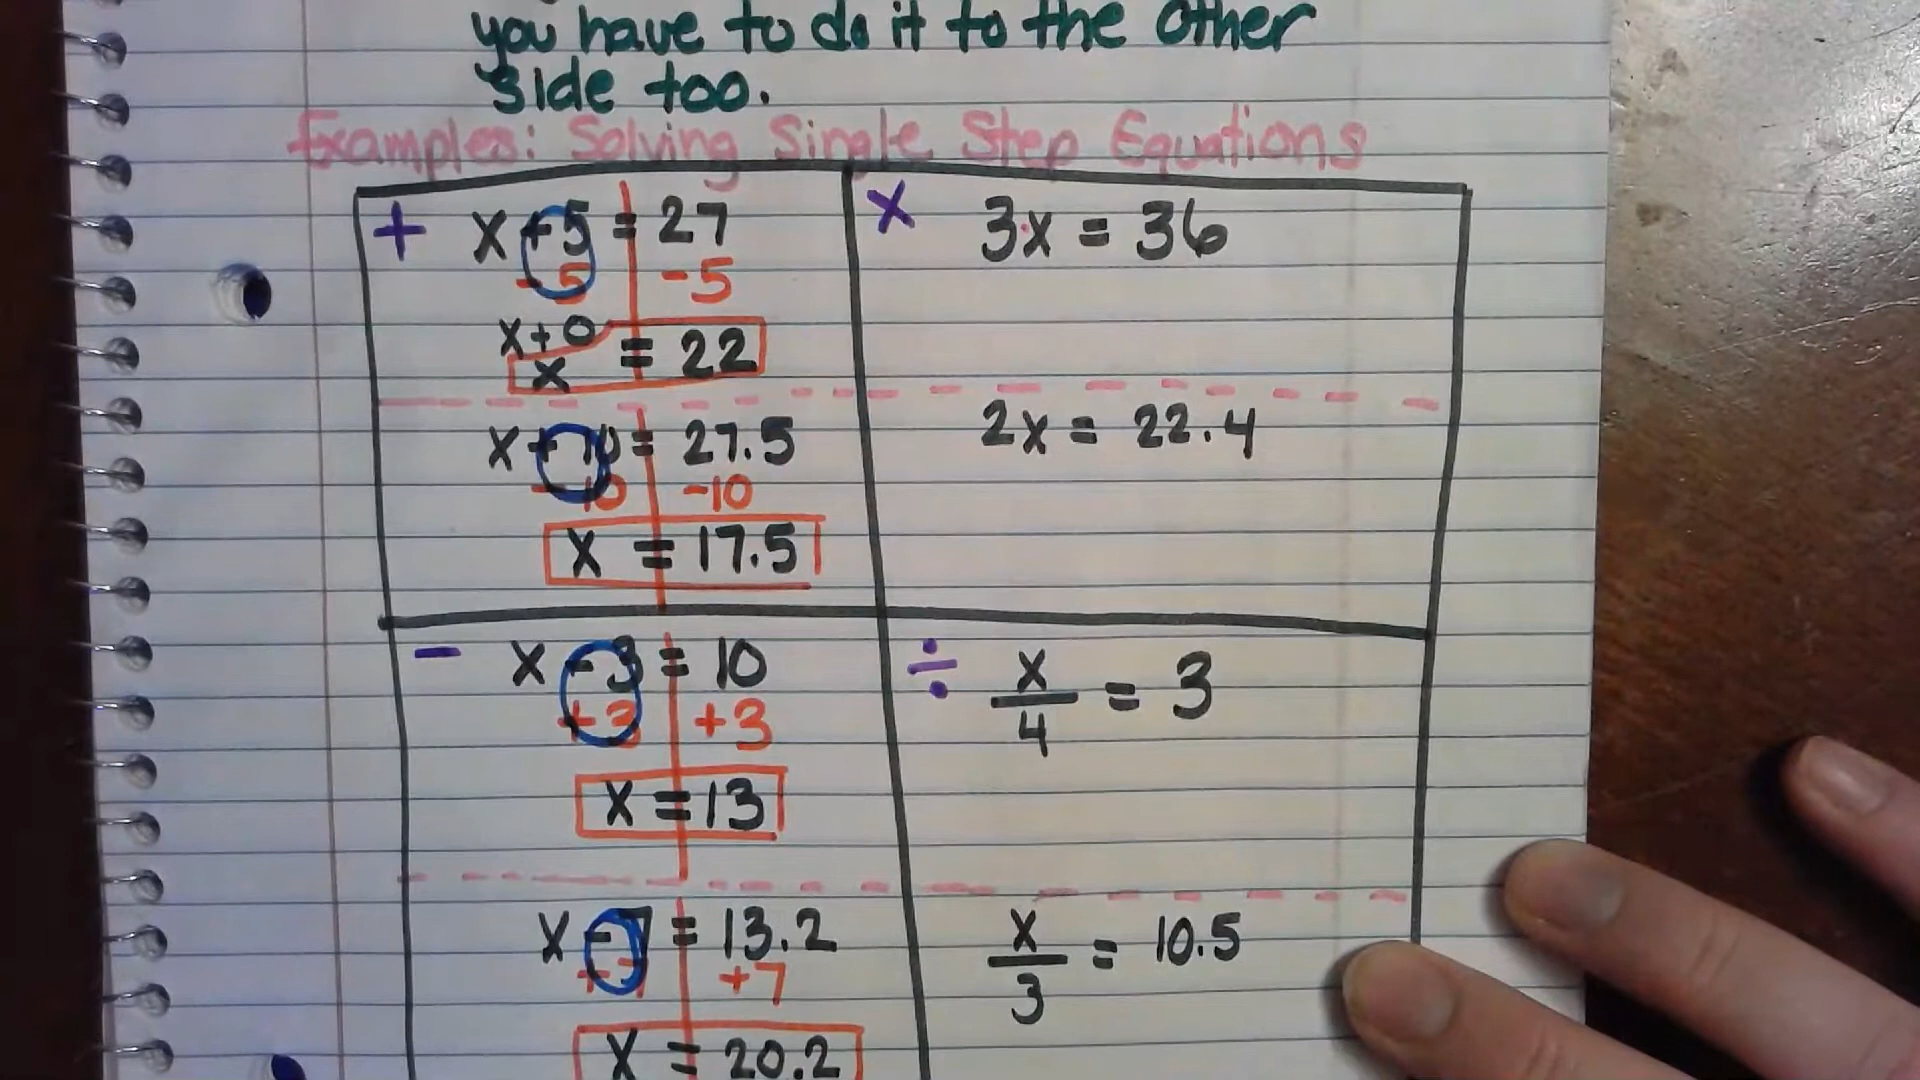 you have to do it to the other
side too.
Examples: Solving Single Step Equations
+ x + 5 = 27
- 5 -5
x + 0
x = 22
x + 10 = 27.5
- 10 -10
x = 17.5
x 3·x = 36
2x = 22.4
- x - 3 = 10
+3 +3
x = 13
x - 7 = 13.2
+7 +7
x = 20.2
÷ x
4 = 3
x
3 = 10.5